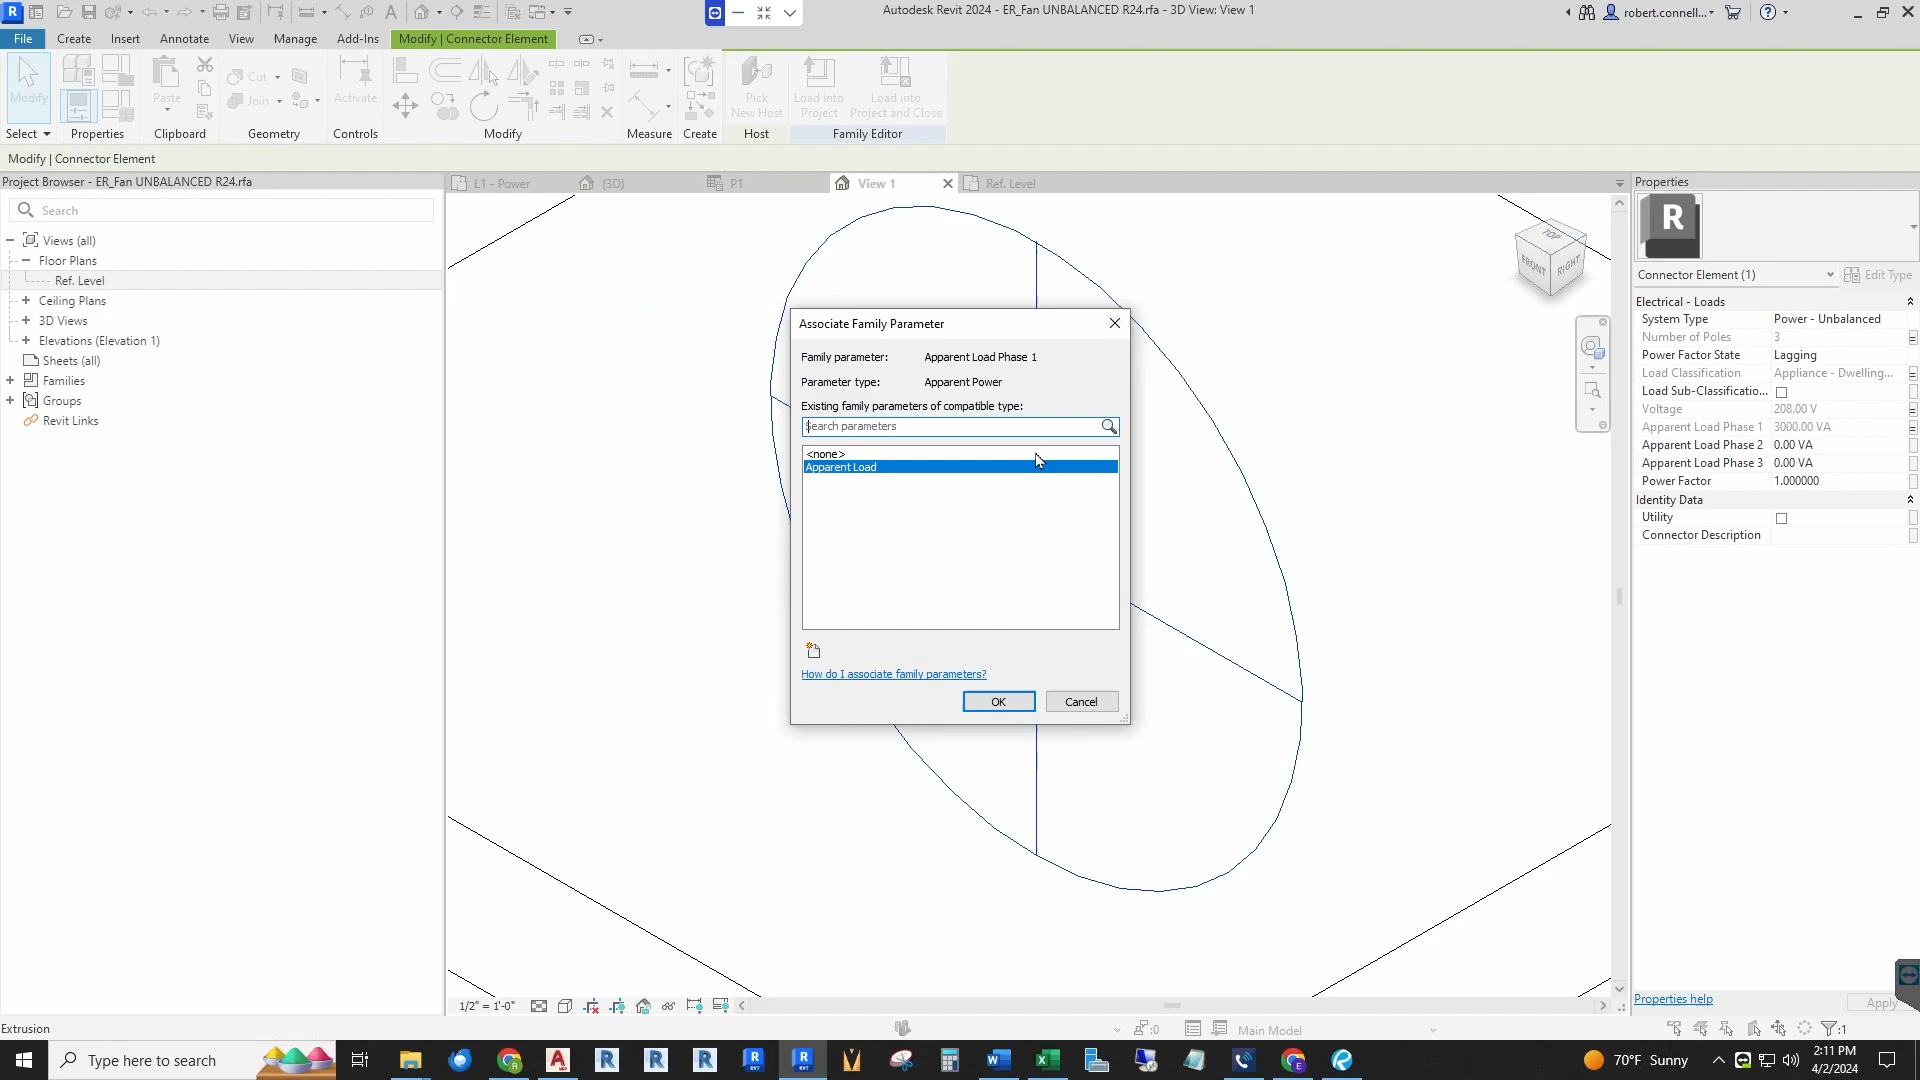 Autodesk Revit 2024 - ER_Fan UNBALANCED R24.rfa - 3D View: View 1
robert.connell...
File
Create
Insert
Annotate
View
Manage
Add-Ins
Modify | Connector Element
Modify
Paste
Cut
Join
Activate
Pick
New Host
Load into
Project
Load into
Project and Close
Select
Properties
Clipboard
Geometry
Controls
Modify
Measure
Create
Host
Family Editor
Modify | Connector Element
Project Browser - ER_Fan UNBALANCED R24.rfa
Search
Views (all)
Floor Plans
Ref. Level
Ceiling Plans
3D Views
Elevations (Elevation 1)
Sheets (all)
Families
Groups
Revit Links
L1 - Power
{3D}
P1
View 1
Ref. Level
TOP
FRONT
RIGHT
Associate Family Parameter
Family parameter: Apparent Load Phase 1
Parameter type: Apparent Power
Existing family parameters of compatible type:
Search parameters
<none>
Apparent Load
How do I associate family parameters?
OK
Cancel
Properties
R
Connector Element (1)
Edit Type
Electrical - Loads
System Type Power - Unbalanced
Number of Poles 3
Power Factor State Lagging
Load Classification Appliance - Dwelling...
Load Sub-Classificatio...
Voltage 208.00 V
Apparent Load Phase 1 3000.00 VA
Apparent Load Phase 2 0.00 VA
Apparent Load Phase 3 0.00 VA
Power Factor 1.000000
Identity Data
Utility
Connector Description
Properties help
Apply
1/2" = 1'-0"
Extrusion
:0
Main Model
:1
Type here to search
70°F Sunny
2:11 PM
4/2/2024